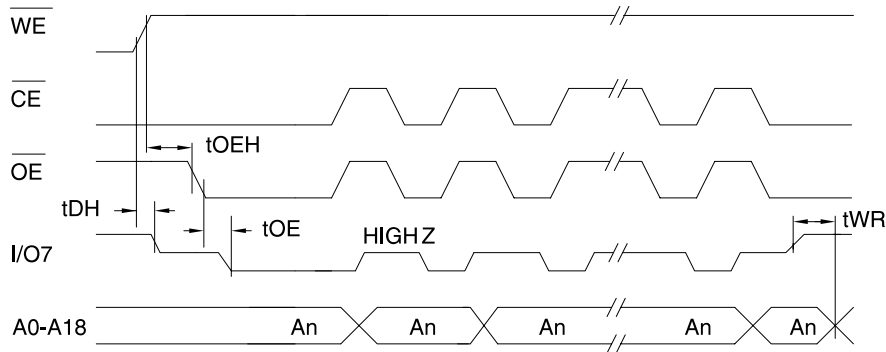 WE
CE
tOEH
OE
tDH
tOE
HIGH Z
tWR
I/O7
A0-A18 An An An An An